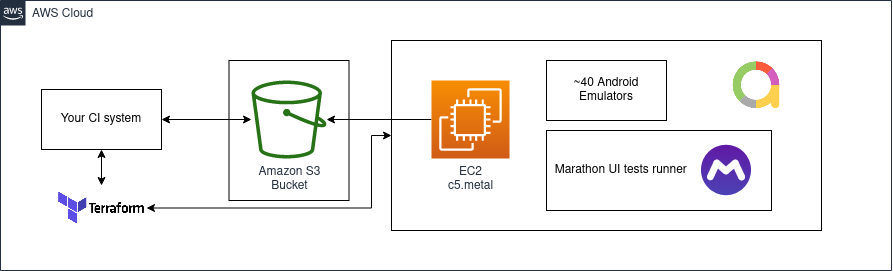 aws
AWS Cloud
Your CI system
Terraform
Amazon S3
Bucket
EC2
c5.metal
~40 Android
Emulators
Marathon UI tests runner